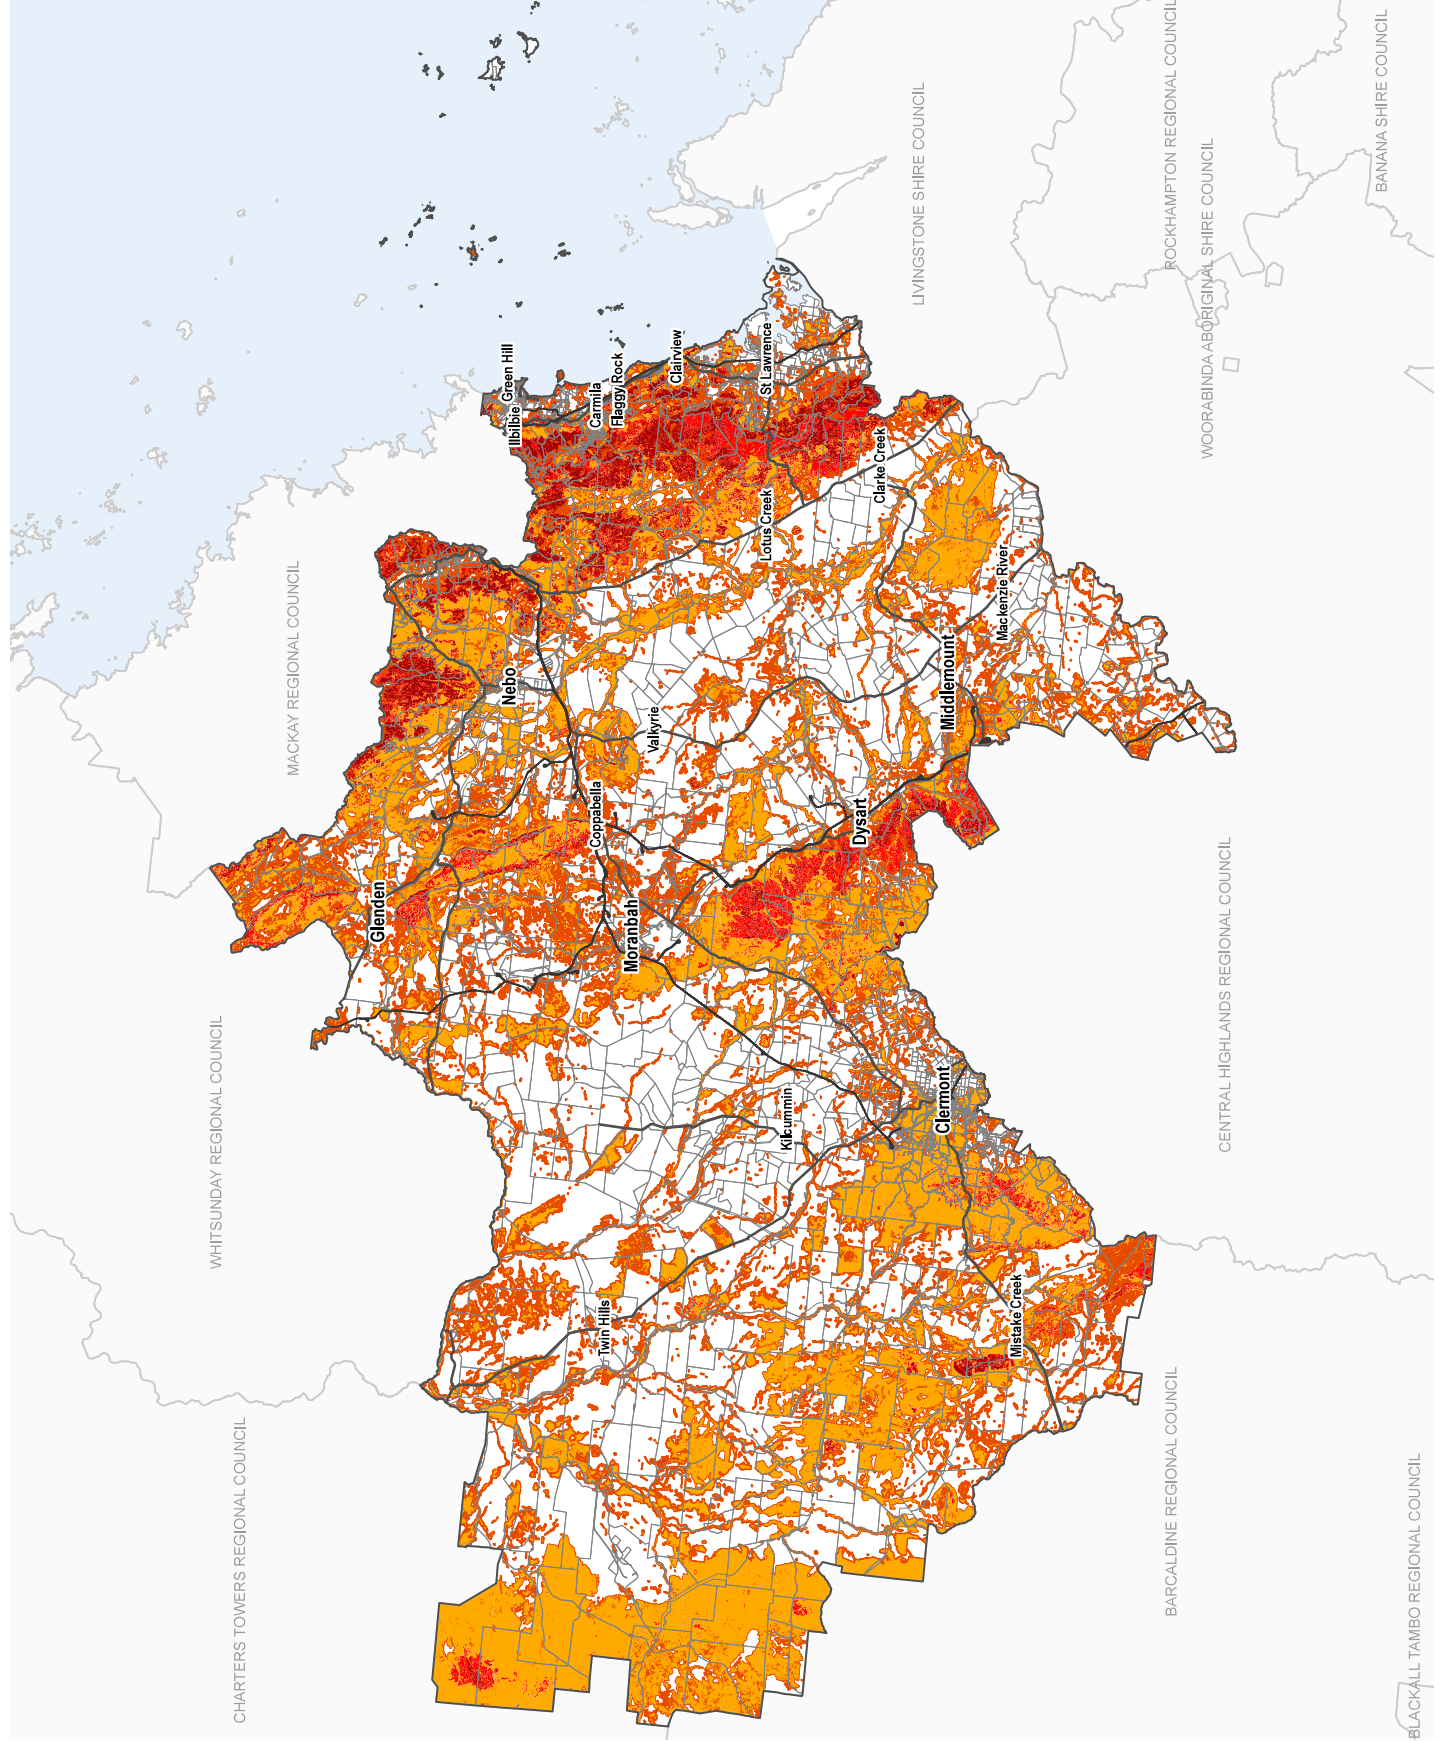 CHARTERS TOWERS REGIONAL COUNCIL
WHITSUNDAY REGIONAL COUNCIL
MACKAY REGIONAL COUNCIL
Glenden
Nebo
Ilbilbie
Green Hill
Carmila
Flaggy Rock
Clairview
St Lawrence
Coppabella
Moranbah
Valkyrie
Twin Hills
Lotus Creek
Kilcummin
Dysart
Clarke Creek
LIVINGSTONE SHIRE COUNCIL
Clermont
Middlemount
Mackenzie River
Mistake Creek
BARCALDINE REGIONAL COUNCIL
ROCKHAMPTON REGIONAL COUNCIL
WOORABINDA ABORIGINAL SHIRE COUNCIL
CENTRAL HIGHLANDS REGIONAL COUNCIL
BANANA SHIRE COUNCIL
BLACKALL TAMBO REGIONAL COUNCIL